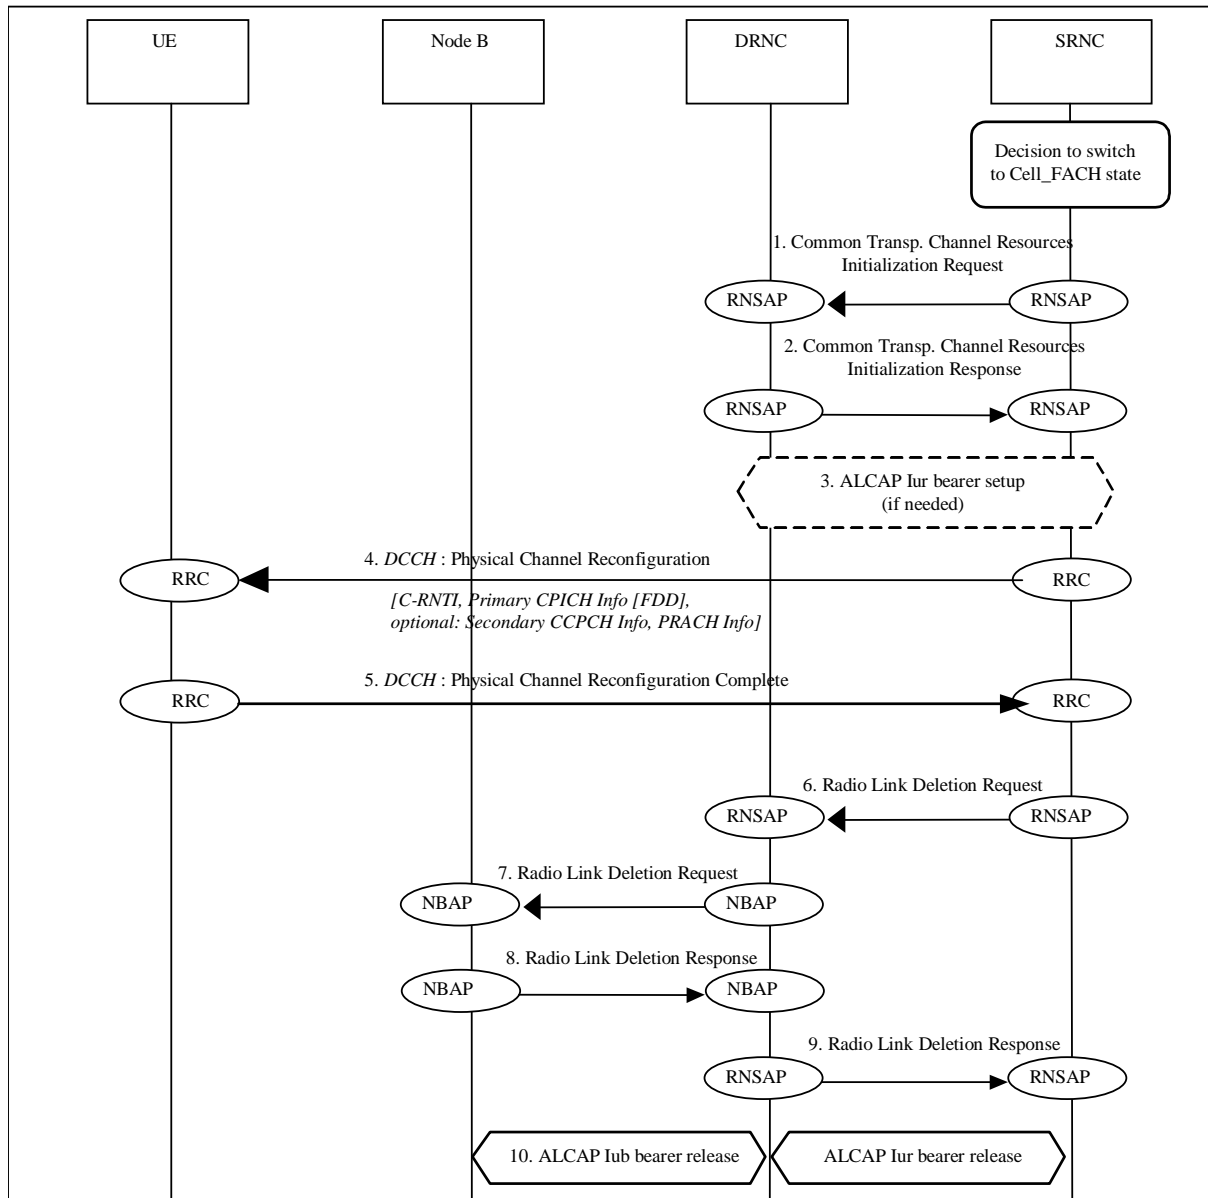 UE
Node B
DRNC
SRNC
Decision to switch
to Cell_FACH state
1. Common Transp. Channel Resources
Initialization Request
RNSAP
RNSAP
2. Common Transp. Channel Resources
Initialization Response
RNSAP
RNSAP
3. ALCAP Iur bearer setup
(if needed)
4. DCCH : Physical Channel Reconfiguration
RRC
RRC
[C-RNTI, Primary CPICH Info [FDD],
optional: Secondary CCPCH Info, PRACH Info]
5. DCCH : Physical Channel Reconfiguration Complete
RRC
RRC
6. Radio Link Deletion Request
RNSAP
RNSAP
7. Radio Link Deletion Request
NBAP
NBAP
8. Radio Link Deletion Response
NBAP
NBAP
9. Radio Link Deletion Response
RNSAP
RNSAP
10. ALCAP Iub bearer release
ALCAP Iur bearer release